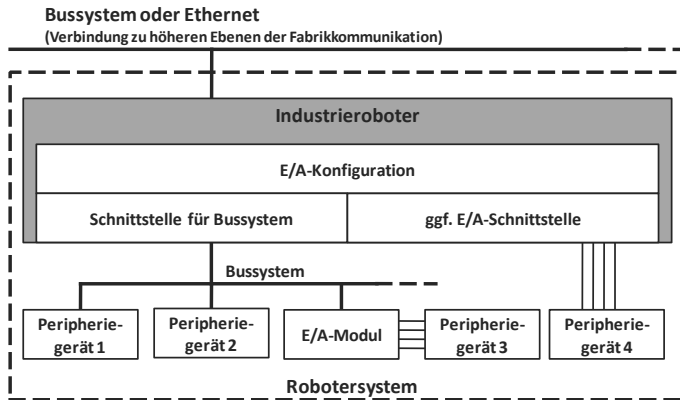 Bussystem oder Ethernet
(Verbindung zu höheren Ebenen der Fabrikkommunikation)
Industrieroboter
E/A-Konfiguration
Schnittstelle für Bussystem
ggf. E/A-Schnittstelle
Bussystem
Peripherie-
gerät 1
Peripherie-
gerät 2
E/A-Modul
Peripherie-
gerät 3
Peripherie-
gerät 4
Robotersystem